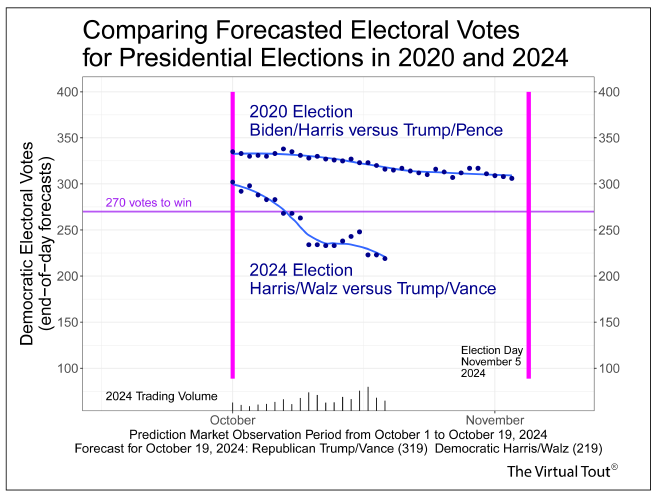 Comparing Forecasted Electoral Votes
for Presidential Elections in 2020 and 2024
Democratic Electoral Votes
(end−of−day forecasts)
400
350
300
250
200
150
100
400
350
300
250
200
150
100
2020 Election
Biden/Harris versus Trump/Pence
270 votes to win
2024 Election
Harris/Walz versus Trump/Vance
Election Day
November 5
2024
2024 Trading Volume
October
November
Prediction Market Observation Period from October 1 to October 19, 2024
Forecast for October 19, 2024: Republican Trump/Vance (319) Democratic Harris/Walz (219)
The Virtual Tout®